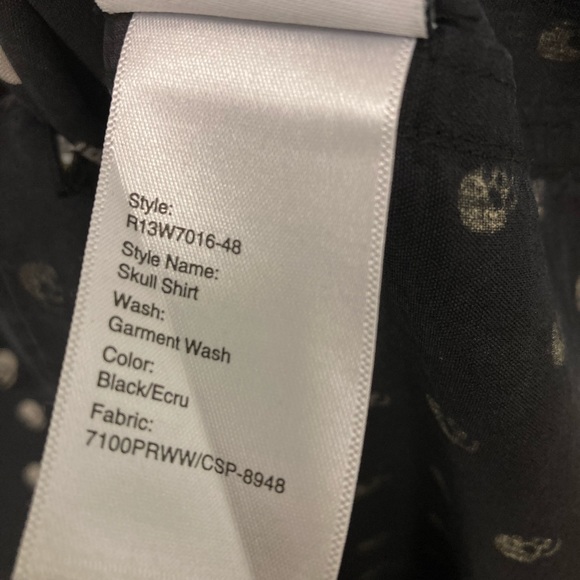 Style:
R13W7016-48
Style Name:
Skull Shirt
Wash:
Garment Wash
Color:
Black/Ecru
Fabric:
7100PRWW/CSP-8948